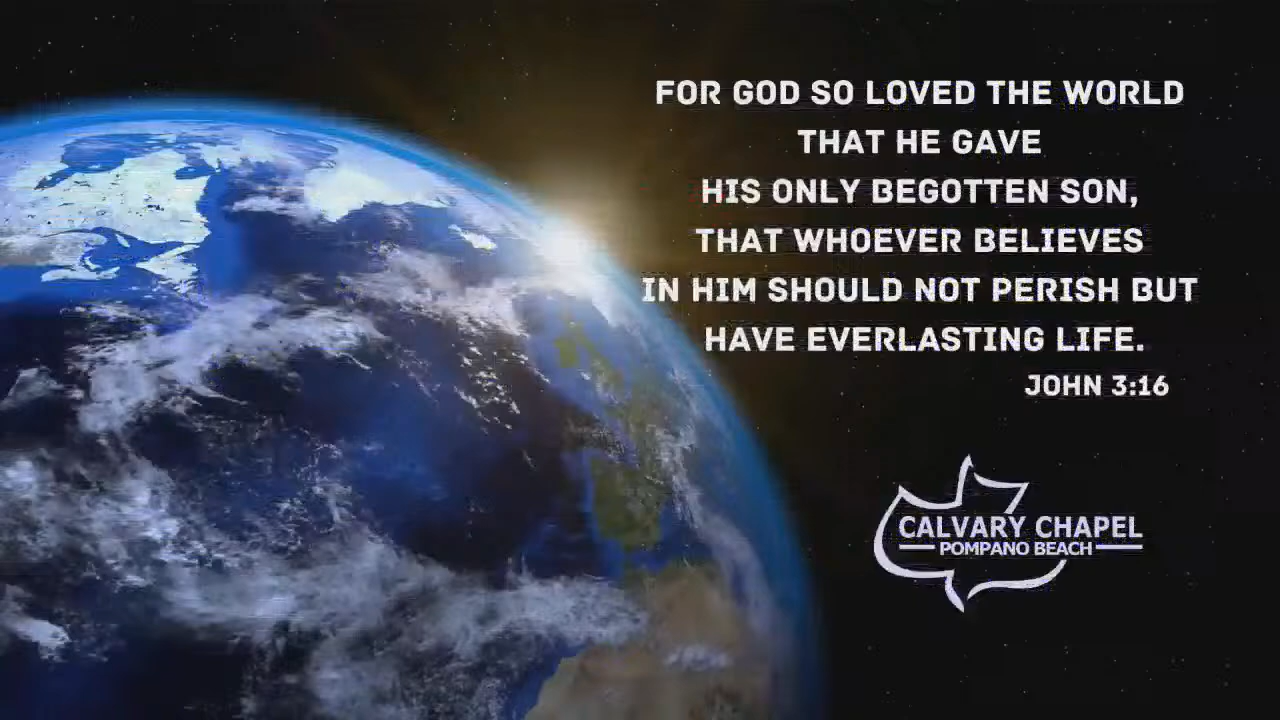 FOR GOD SO LOVED THE WORLD
THAT HE GAVE
HIS ONLY BEGOTTEN SON,
THAT WHOEVER BELIEVES
IN HIM SHOULD NOT PERISH BUT
HAVE EVERLASTING LIFE.
JOHN 3:16
CALVARY CHAPEL
POMPANO BEACH